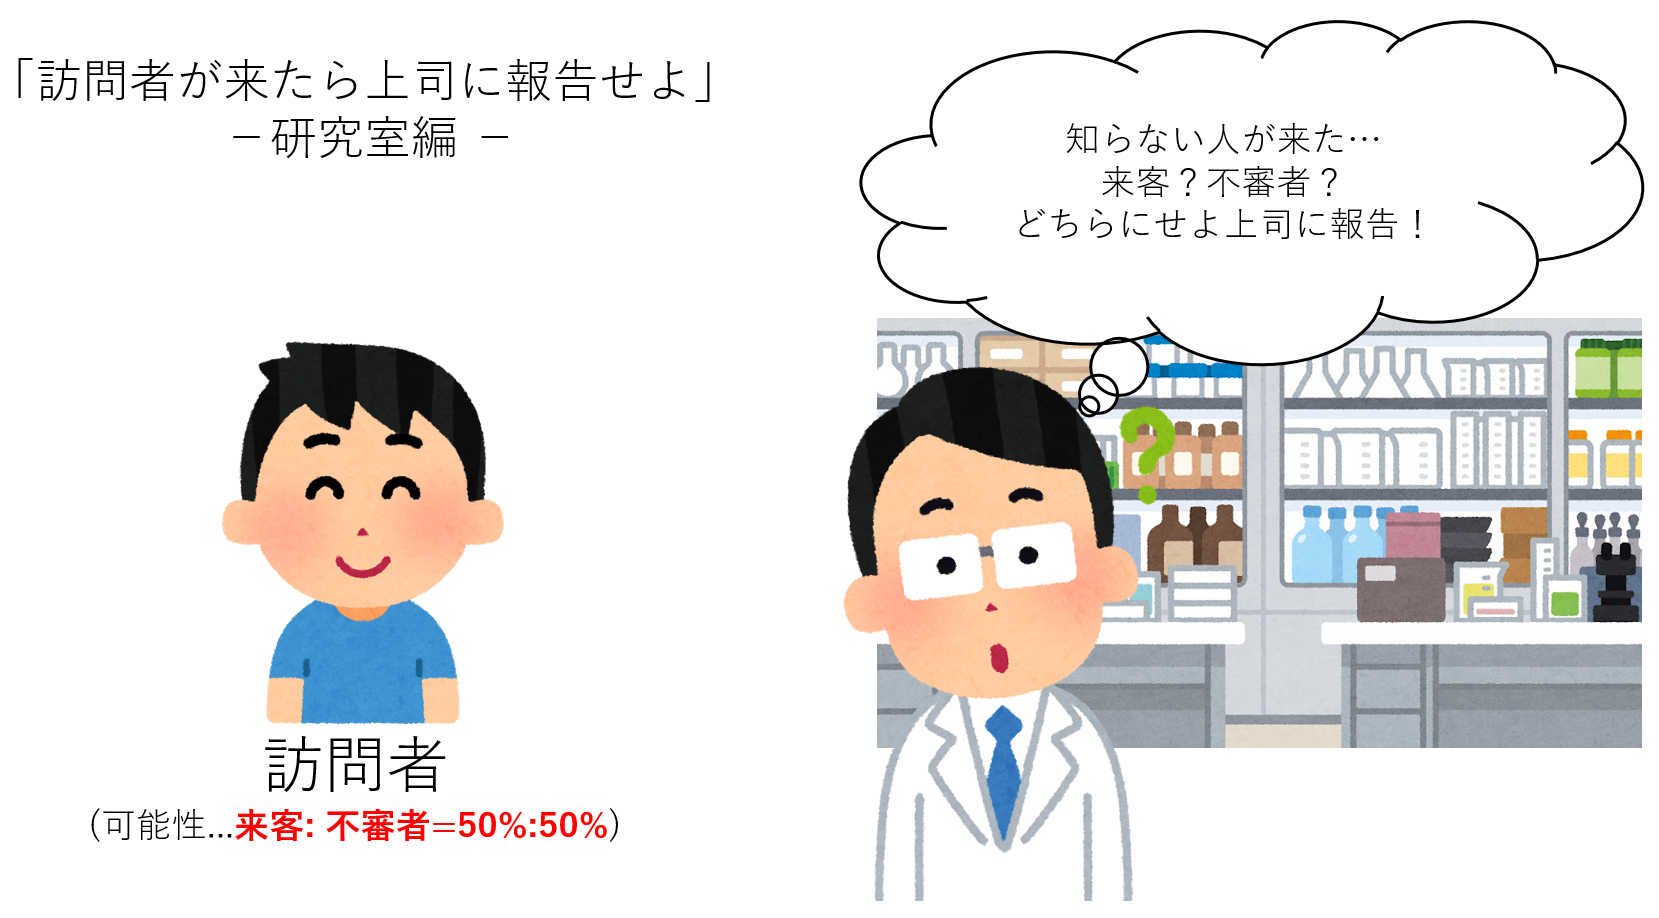 「訪問者が来たら上司に報告せよ」
－研究室編 －
知らない人が来た…
来客？不審者？
どちらにせよ上司に報告！
訪問者
（可能性…来客: 不審者=50%:50%）